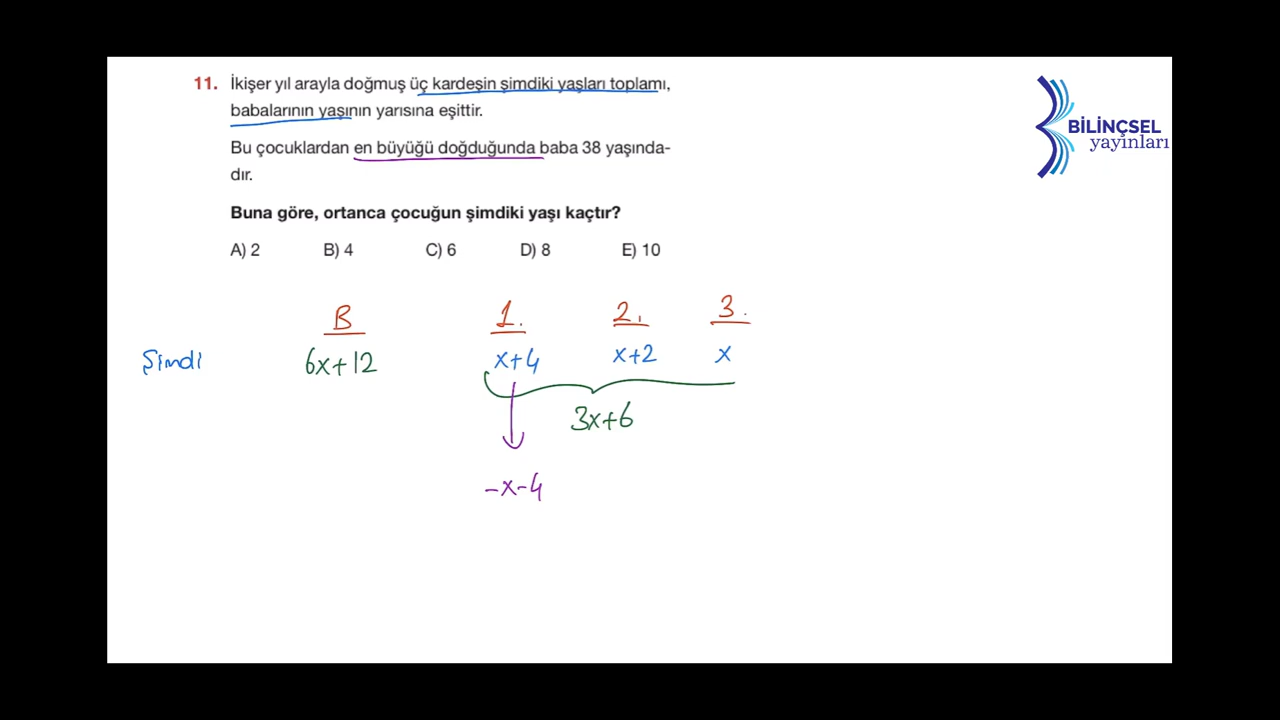 11. İkişer yıl arayla doğmuş üç kardeşin şimdiki yaşları toplamı,
babalarının yaşının yarısına eşittir.
Bu çocuklardan en büyüğü doğduğunda baba 38 yaşında-
dır.
Buna göre, ortanca çocuğun şimdiki yaşı kaçtır?
A) 2 B) 4 C) 6 D) 8 E) 10
BİLİNÇSEL
yayınları
B 1. 2. 3.
Şimdi 6x+12 x+4 x+2 x
3x+6
-x-4